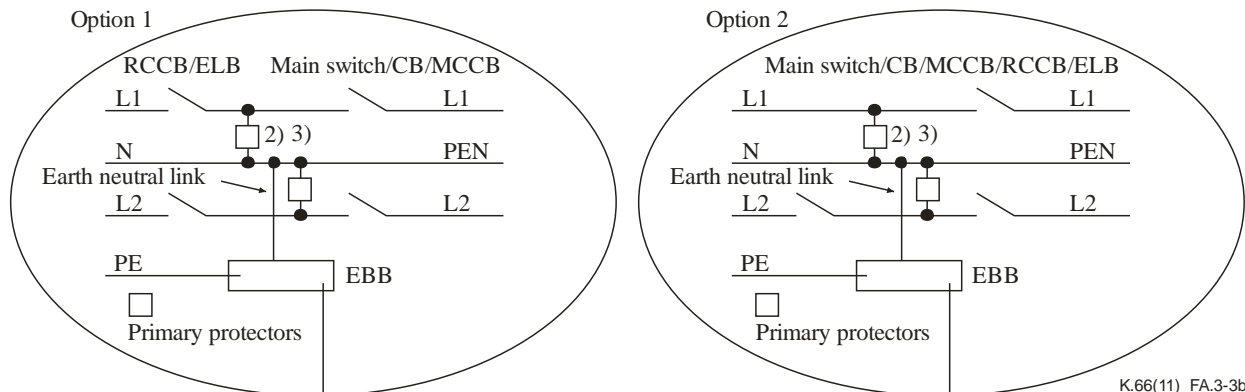 Option 1
RCCB/ELB Main switch/CB/MCCB
L1 L1
2) 3)
N PEN
Earth neutral link
L2 L2
PE
EBB
Primary protectors
Option 2
Main switch/CB/MCCB/RCCB/ELB
L1 L1
2) 3)
N PEN
Earth neutral link
L2 L2
PE
EBB
Primary protectors
K.66(11)_FA.3-3b